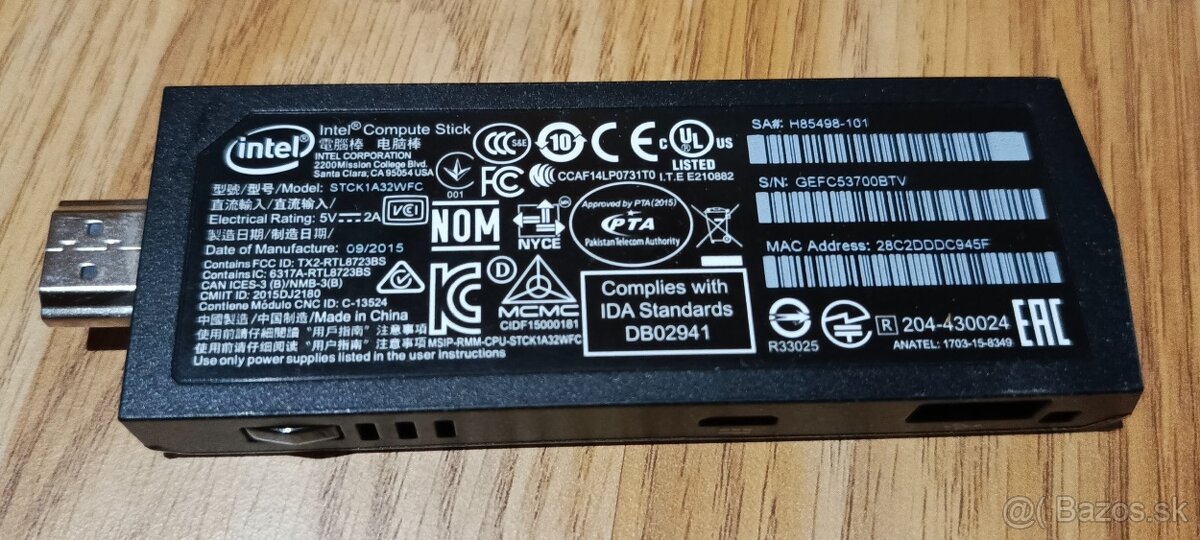 intel
Intel® Compute Stick
電腦棒 电脑棒
INTEL CORPORATION
2200 Mission College Blvd.
Santa Clara, CA 95054 USA
型號/型号/Model: STCK1A32WFC
直流輸入/直流输入/
Electrical Rating: 5V⎓2A
製造日期/制造日期/
Date of Manufacture: 09/2015
Contains FCC ID: TX2-RTL8723BS
Contains IC: 6317A-RTL8723BS
CAN ICES-3 (B)/NMB-3(B)
CMIIT ID: 2015DJ2180
Contiene Módulo CNC ID: C-13524
中國製造/中国制造/Made in China
使用前請仔細閱讀“用戶指南”注意事項
使用前请仔细阅读“用户指南”注意事项
MSIP-RMM-CPU-STCK1A32WFC
Use only power supplies listed in the user instructions
CCC S&E
10
CE
C UL US
LISTED
I.T.E E210882
001
FC
CCAF14LP0731T0
VCCI
NOM
NYCE
Approved by PTA (2015)
PTA
Pakistan Telecom Authority
KC
D
MCMC
CIDF15000181
Complies with
IDA Standards
DB02941
SA#: H85498-101
S/N: GEFC53700BTV
MAC Address: 28C2DDDC945F
R33025
R 204-430024
ANATEL: 1703-15-8349
EAC
@( Bazos.sk